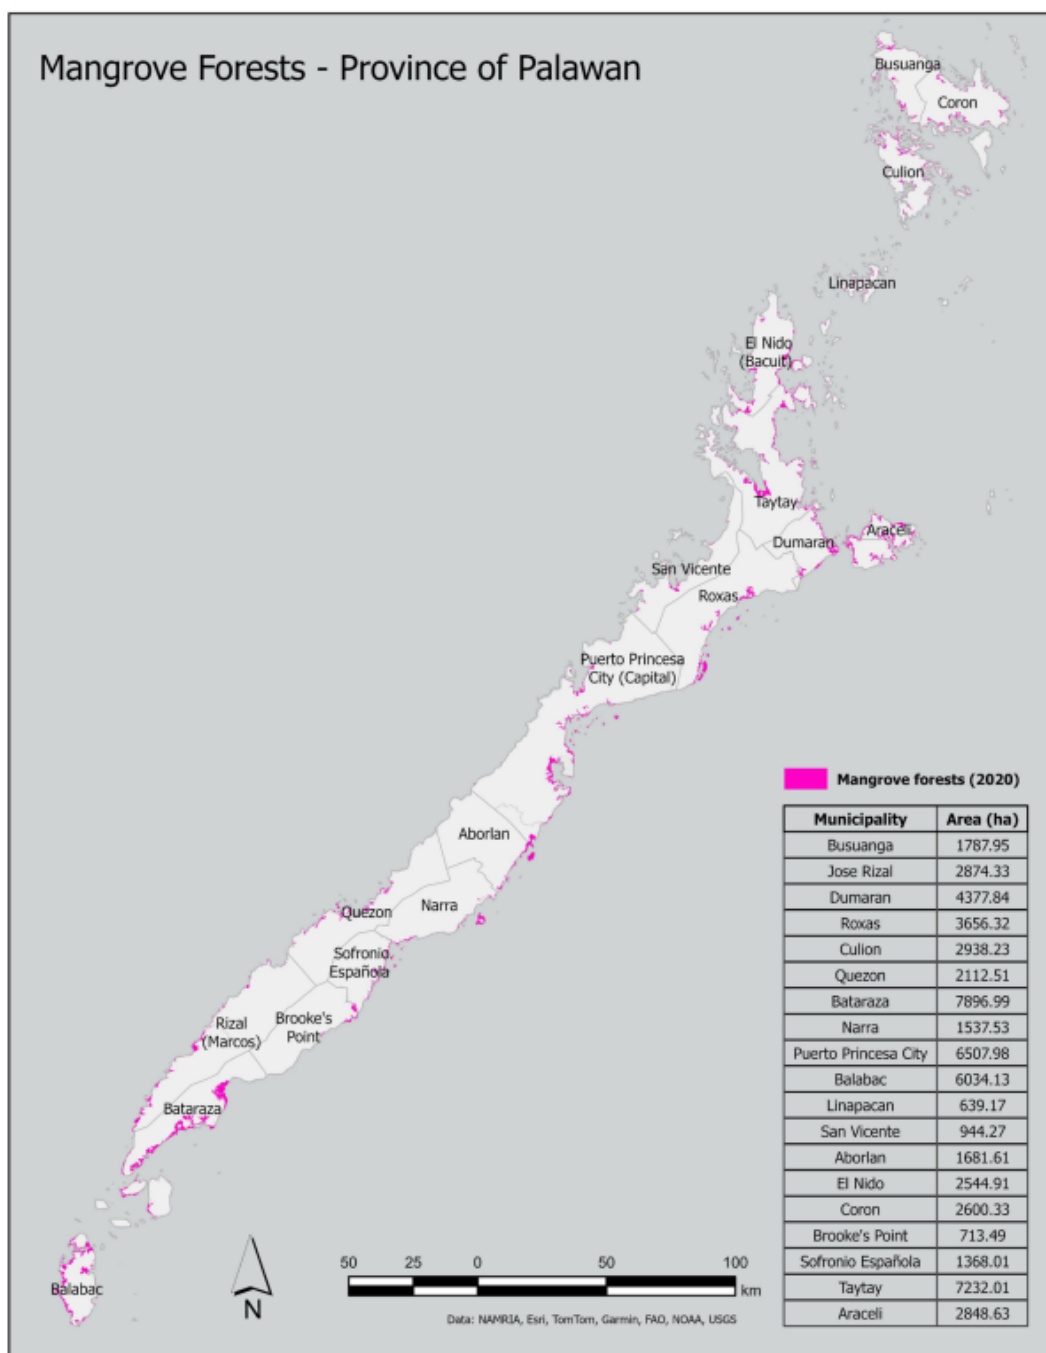 Mangrove Forests - Province of Palawan
Busuanga
Coron
Culion
Linapacan
El Nido
(Bacuit)
Taytay
Araceli
Dumaran
San Vicente
Roxas
Puerto Princesa
City (Capital)
Aborlan
Quezon
Narra
Sofronio
Española
Brooke's
Point
Rizal
(Marcos)
Bataraza
Balabac
Mangrove forests (2020)
Municipality Area (ha)
Busuanga 1787.95
Jose Rizal 2874.33
Dumaran 4377.84
Roxas 3656.32
Culion 2938.23
Quezon 2112.51
Bataraza 7896.99
Narra 1537.53
Puerto Princesa City 6507.98
Balabac 6034.13
Linapacan 639.17
San Vicente 944.27
Aborlan 1681.61
El Nido 2544.91
Coron 2600.33
Brooke's Point 713.49
Sofronio Española 1368.01
Taytay 7232.01
Araceli 2848.63
N
50 25 0 50 100
km
Data: NAMRIA, Esri, TomTom, Garmin, FAO, NOAA, USGS